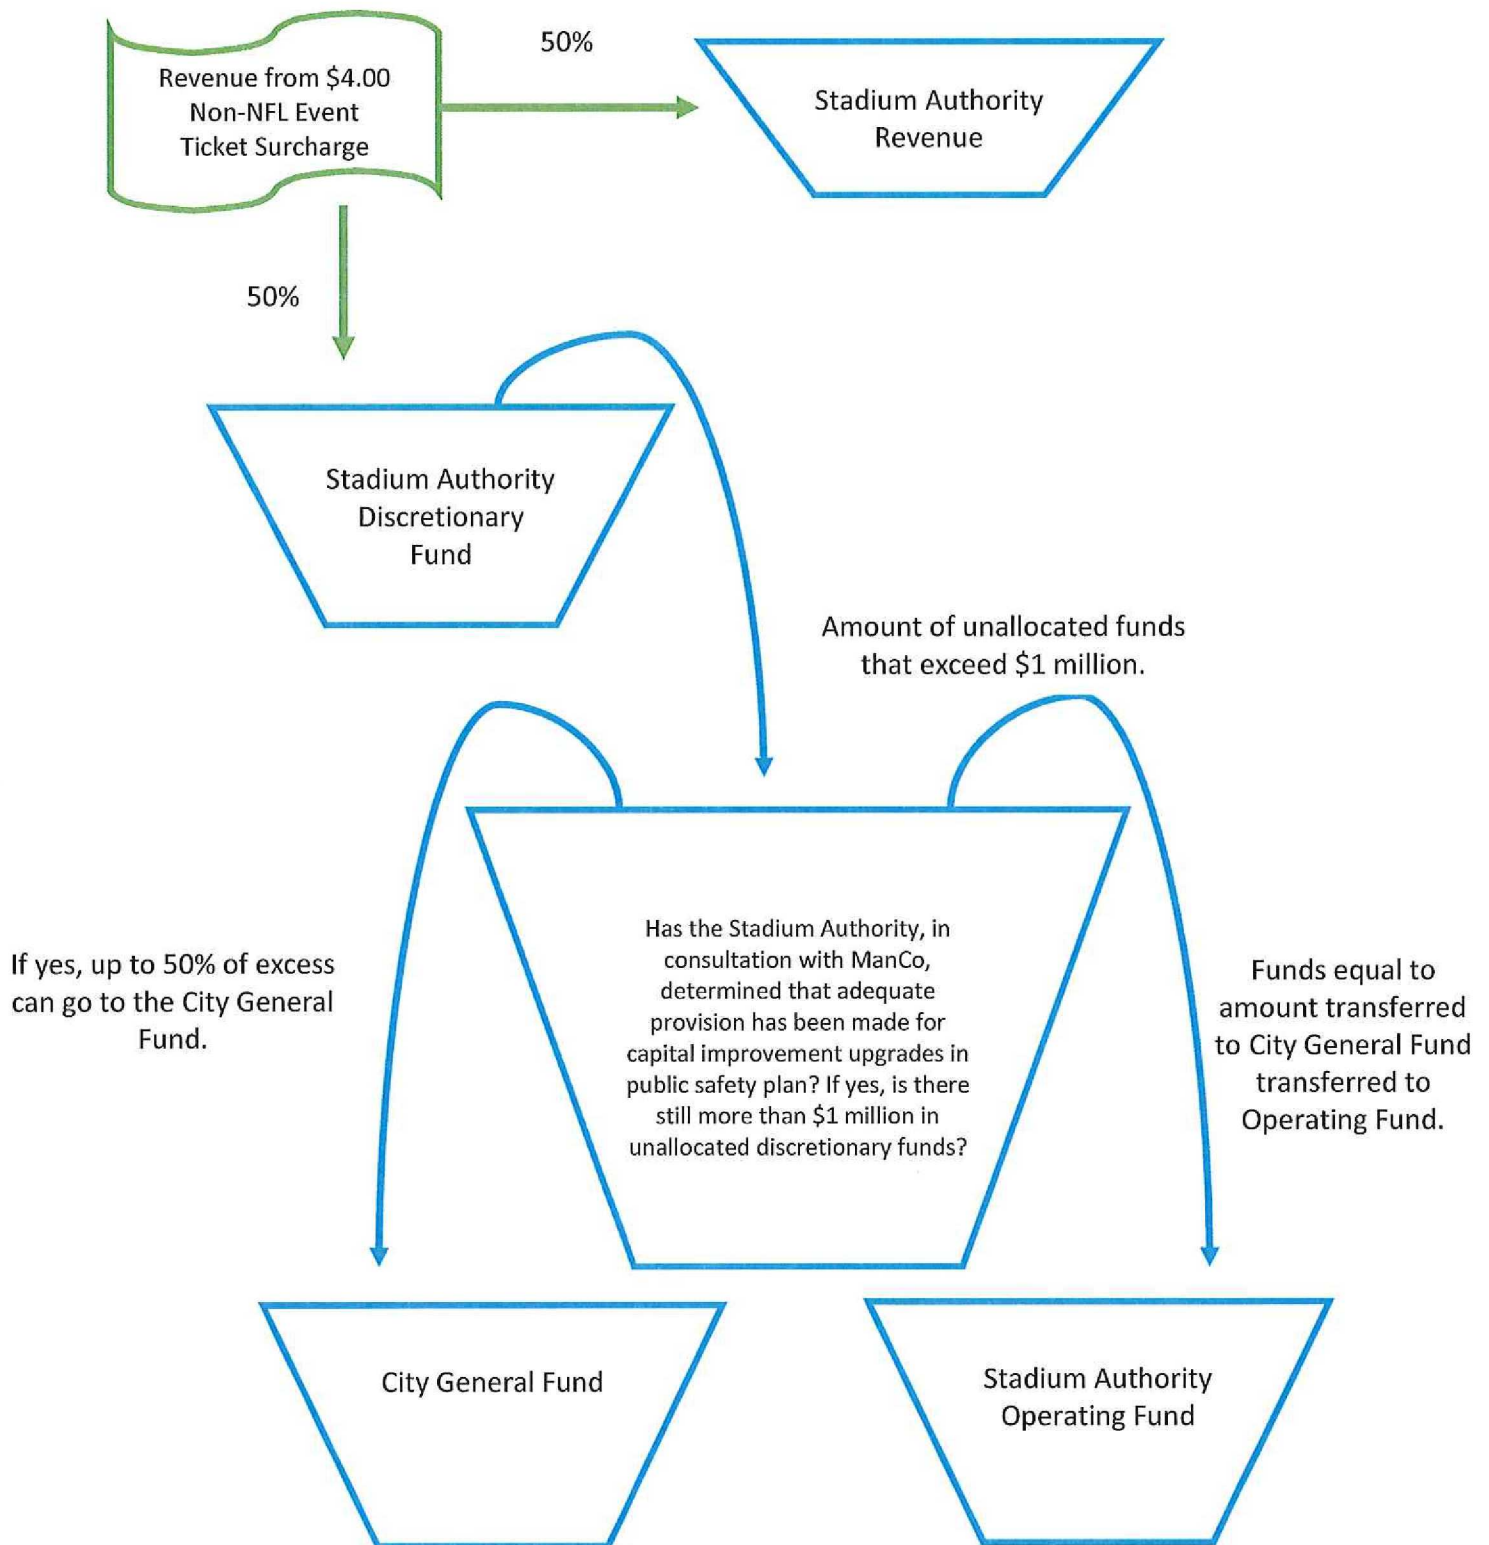 Revenue from $4.00
Non-NFL Event
Ticket Surcharge
50%
Stadium Authority
Revenue
50%
Stadium Authority
Discretionary
Fund
Amount of unallocated funds
that exceed $1 million.
If yes, up to 50% of excess
can go to the City General
Fund.
Has the Stadium Authority, in
consultation with ManCo,
determined that adequate
provision has been made for
capital improvement upgrades in
public safety plan? If yes, is there
still more than $1 million in
unallocated discretionary funds?
Funds equal to
amount transferred
to City General Fund
transferred to
Operating Fund.
City General Fund
Stadium Authority
Operating Fund